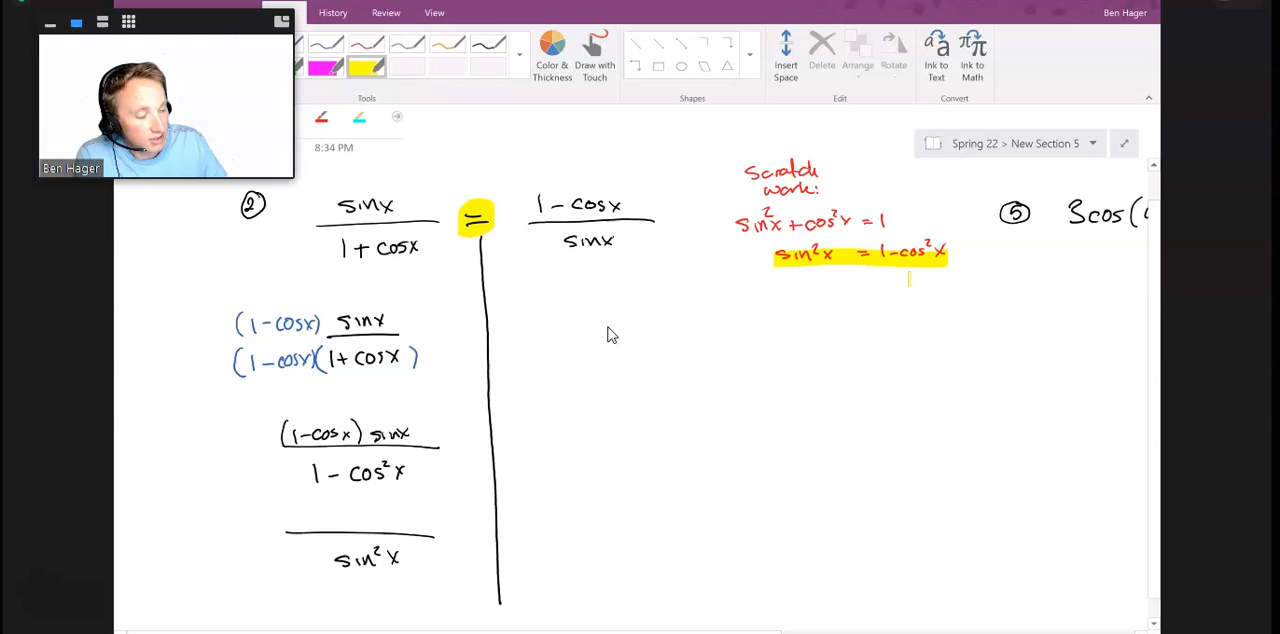 History Review View Ben Hager
Color & Thickness
Draw with Touch
Insert Space
Delete
Arrange
Rotate
Ink to Text
Ink to Math
Tools Shapes Edit Convert
Ben Hager
8:34 PM
Spring 22 > New Section 5
② sinx / 1 + cosx = 1 - cosx / sinx
Scratch
work:
sin²x + cos²x = 1
sin²x = 1 - cos²x
⑤ 3cos(
(1-cosx) sinx
(1-cosx)(1+cosx)
(1-cosx) sinx
1 - cos²x
sin²x